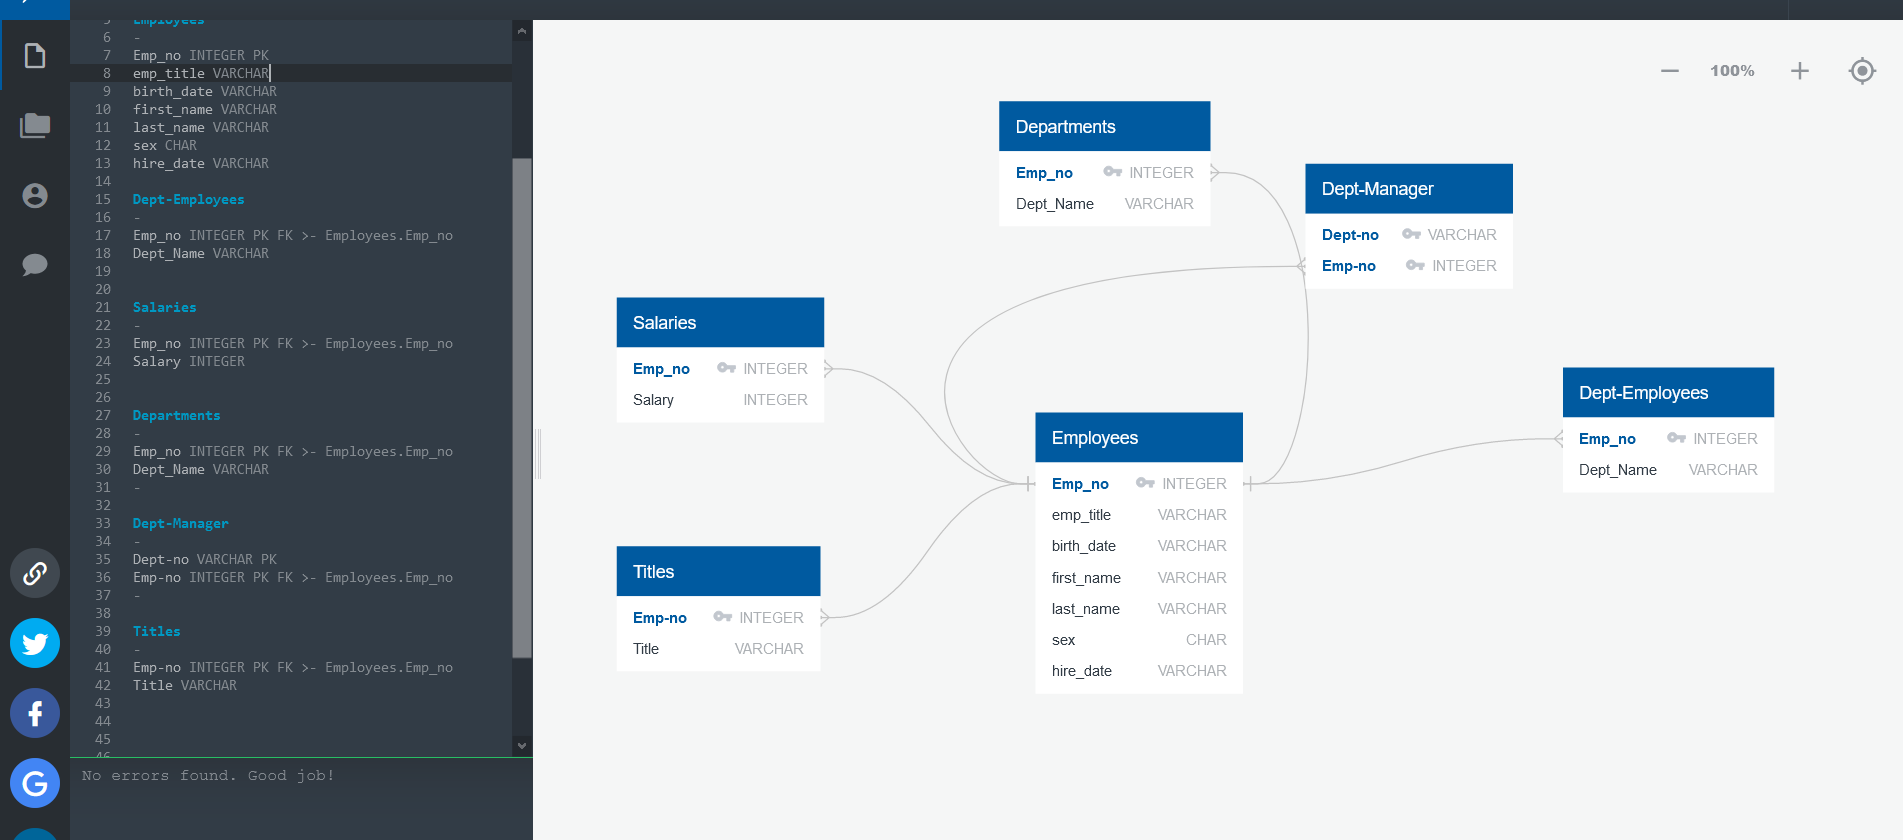 5 Employees
6 -
7 Emp_no INTEGER PK
8 emp_title VARCHAR
9 birth_date VARCHAR
10 first_name VARCHAR
11 last_name VARCHAR
12 sex CHAR
13 hire_date VARCHAR
14
15 Dept-Employees
16 -
17 Emp_no INTEGER PK FK >- Employees.Emp_no
18 Dept_Name VARCHAR
19
20
21 Salaries
22 -
23 Emp_no INTEGER PK FK >- Employees.Emp_no
24 Salary INTEGER
25
26
27 Departments
28 -
29 Emp_no INTEGER PK FK >- Employees.Emp_no
30 Dept_Name VARCHAR
31 -
32
33 Dept-Manager
34 -
35 Dept-no VARCHAR PK
36 Emp-no INTEGER PK FK >- Employees.Emp_no
37 -
38
39 Titles
40 -
41 Emp-no INTEGER PK FK >- Employees.Emp_no
42 Title VARCHAR
43
44
45
46
No errors found. Good job!
100%
Departments
Emp_no INTEGER
Dept_Name VARCHAR
Dept-Manager
Dept-no VARCHAR
Emp-no INTEGER
Salaries
Emp_no INTEGER
Salary INTEGER
Dept-Employees
Emp_no INTEGER
Dept_Name VARCHAR
Employees
Emp_no INTEGER
emp_title VARCHAR
birth_date VARCHAR
first_name VARCHAR
last_name VARCHAR
sex CHAR
hire_date VARCHAR
Titles
Emp-no INTEGER
Title VARCHAR